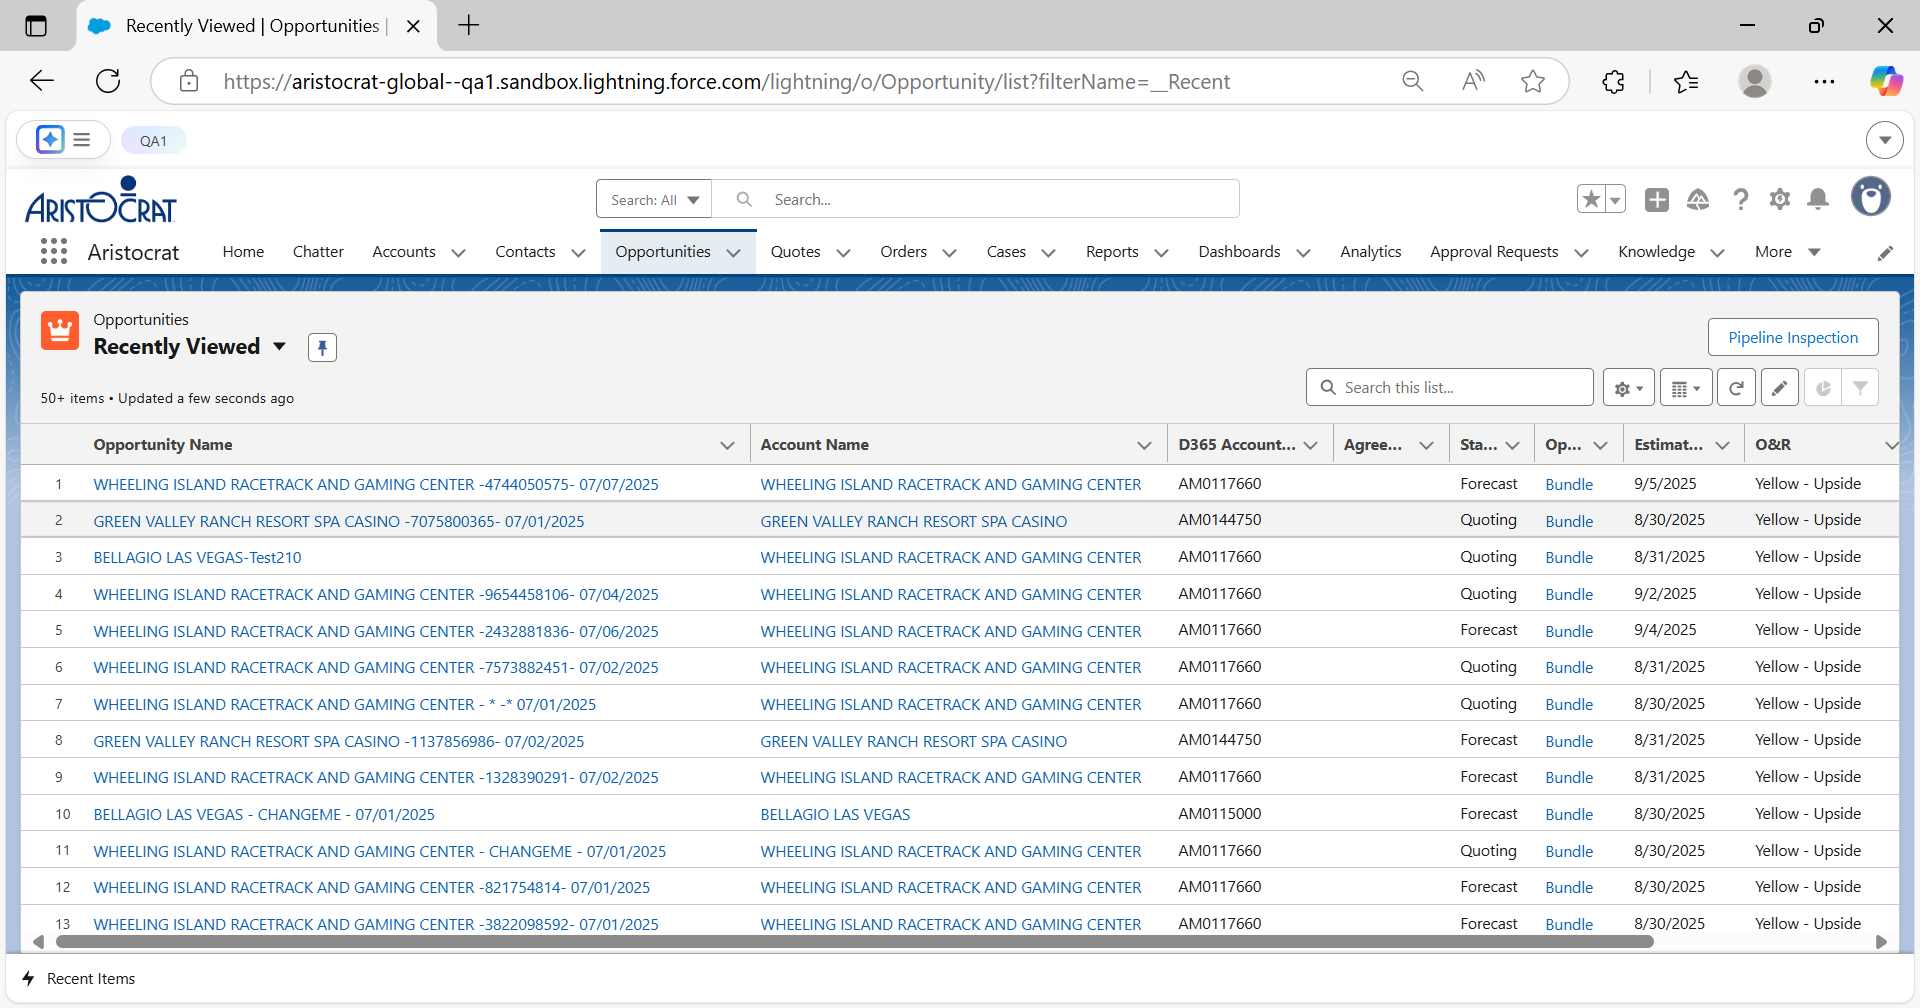 Recently Viewed | Opportunities |
https://aristocrat-global--qa1.sandbox.lightning.force.com/lightning/o/Opportunity/list?filterName=__Recent
QA1
ARISTOCRAT
Search: All Search...
Aristocrat Home Chatter Accounts Contacts Opportunities Quotes Orders Cases Reports Dashboards Analytics Approval Requests Knowledge More
Opportunities
Recently Viewed
Pipeline Inspection
50+ items • Updated a few seconds ago
Search this list...
Opportunity Name Account Name D365 Account... Agree... Sta... Op... Estimat... O&R
1 WHEELING ISLAND RACETRACK AND GAMING CENTER -4744050575- 07/07/2025 WHEELING ISLAND RACETRACK AND GAMING CENTER AM0117660 Forecast Bundle 9/5/2025 Yellow - Upside
2 GREEN VALLEY RANCH RESORT SPA CASINO -7075800365- 07/01/2025 GREEN VALLEY RANCH RESORT SPA CASINO AM0144750 Quoting Bundle 8/30/2025 Yellow - Upside
3 BELLAGIO LAS VEGAS-Test210 WHEELING ISLAND RACETRACK AND GAMING CENTER AM0117660 Quoting Bundle 8/31/2025 Yellow - Upside
4 WHEELING ISLAND RACETRACK AND GAMING CENTER -9654458106- 07/04/2025 WHEELING ISLAND RACETRACK AND GAMING CENTER AM0117660 Quoting Bundle 9/2/2025 Yellow - Upside
5 WHEELING ISLAND RACETRACK AND GAMING CENTER -2432881836- 07/06/2025 WHEELING ISLAND RACETRACK AND GAMING CENTER AM0117660 Forecast Bundle 9/4/2025 Yellow - Upside
6 WHEELING ISLAND RACETRACK AND GAMING CENTER -7573882451- 07/02/2025 WHEELING ISLAND RACETRACK AND GAMING CENTER AM0117660 Quoting Bundle 8/31/2025 Yellow - Upside
7 WHEELING ISLAND RACETRACK AND GAMING CENTER - * -* 07/01/2025 WHEELING ISLAND RACETRACK AND GAMING CENTER AM0117660 Quoting Bundle 8/30/2025 Yellow - Upside
8 GREEN VALLEY RANCH RESORT SPA CASINO -1137856986- 07/02/2025 GREEN VALLEY RANCH RESORT SPA CASINO AM0144750 Forecast Bundle 8/31/2025 Yellow - Upside
9 WHEELING ISLAND RACETRACK AND GAMING CENTER -1328390291- 07/02/2025 WHEELING ISLAND RACETRACK AND GAMING CENTER AM0117660 Forecast Bundle 8/31/2025 Yellow - Upside
10 BELLAGIO LAS VEGAS - CHANGEME - 07/01/2025 BELLAGIO LAS VEGAS AM0115000 Forecast Bundle 8/30/2025 Yellow - Upside
11 WHEELING ISLAND RACETRACK AND GAMING CENTER - CHANGEME - 07/01/2025 WHEELING ISLAND RACETRACK AND GAMING CENTER AM0117660 Quoting Bundle 8/30/2025 Yellow - Upside
12 WHEELING ISLAND RACETRACK AND GAMING CENTER -821754814- 07/01/2025 WHEELING ISLAND RACETRACK AND GAMING CENTER AM0117660 Forecast Bundle 8/30/2025 Yellow - Upside
13 WHEELING ISLAND RACETRACK AND GAMING CENTER -3822098592- 07/01/2025 WHEELING ISLAND RACETRACK AND GAMING CENTER AM0117660 Forecast Bundle 8/30/2025 Yellow - Upside
Recent Items